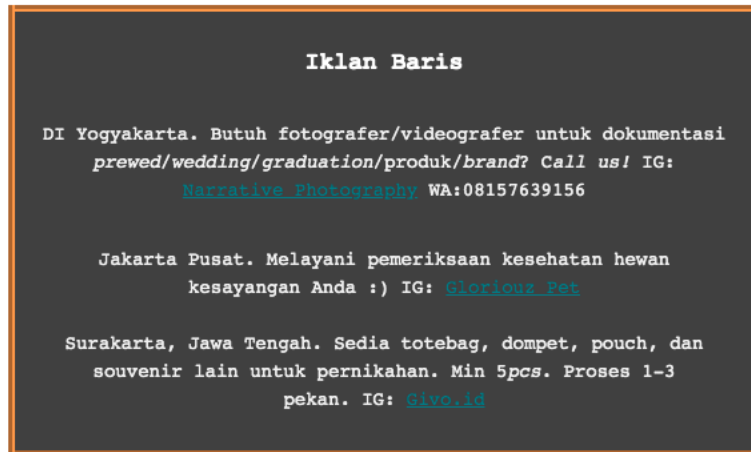 Iklan Baris
DI Yogyakarta. Butuh fotografer/videografer untuk dokumentasi
prewed/wedding/graduation/produk/brand? Call us! IG:
Narrative Photography WA:08157639156
Jakarta Pusat. Melayani pemeriksaan kesehatan hewan
kesayangan Anda :) IG: Gloriouz Pet
Surakarta, Jawa Tengah. Sedia totebag, dompet, pouch, dan
souvenir lain untuk pernikahan. Min 5pcs. Proses 1-3
pekan. IG: Givo.id